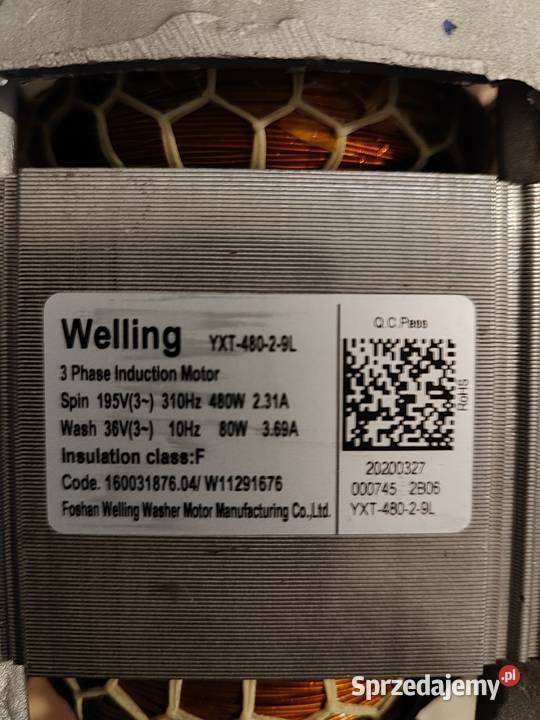 Welling YXT-480-2-9L
3 Phase Induction Motor
Spin 195V(3~) 310Hz 480W 2.31A
Wash 36V(3~) 10Hz 80W 3.69A
Insulation class:F
Code. 160031876.04/ W11291676
Foshan Welling Washer Motor Manufacturing Co.,Ltd.
Q.C.Pass
RoHS
20200327
000745 2B06
YXT-480-2-9L
Sprzedajemy.pl